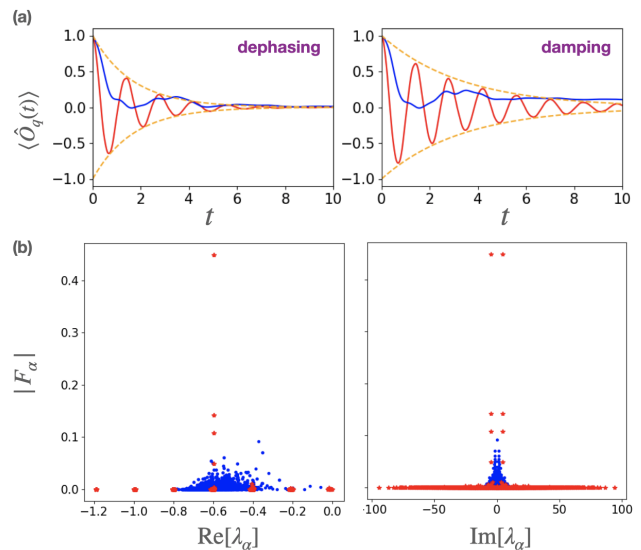 (a)
dephasing
damping
⟨Ô_q(t)⟩
1.0
0.5
0.0
−0.5
−1.0
0 2 4 6 8 10
0 2 4 6 8 10
t
t
(b)
|F_α|
0.4
0.3
0.2
0.1
0.0
−1.2 −1.0 −0.8 −0.6 −0.4 −0.2 0.0
-100 −50 0 50 100
Re[λ_α]
Im[λ_α]